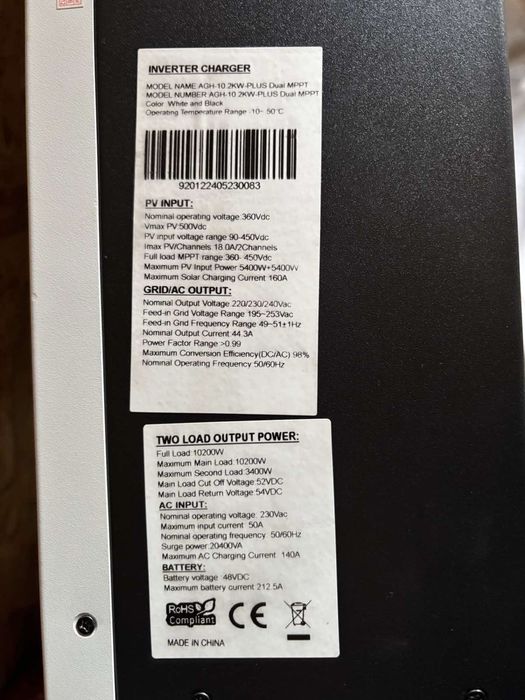 INVERTER CHARGER
MODEL NAME AGH-10.2KW-PLUS Dual MPPT
MODEL NUMBER AGH-10.2KW-PLUS Dual MPPT
Color White and Black
Operating Temperature Range -10~ 50°C
920122405230083
PV INPUT:
Nominal operating voltage 360Vdc
Vmax PV:500Vdc
PV input voltage range 90-450Vdc
Imax PV/Channels 18.0A/2Channels
Full load MPPT range:360- 450Vdc
Maximum PV Input Power 5400W+5400W
Maximum Solar Charging Current 160A
GRID/AC OUTPUT:
Nominal Output Voltage 220/230/240Vac
Feed-in Grid Voltage Range 195~253Vac
Feed-in Grid Frequency Range 49~51±1Hz
Nominal Output Current 44.3A
Power Factor Range >0.99
Maximum Conversion Efficiency(DC/AC) 98%
Nominal Operating Frequency 50/60Hz
TWO LOAD OUTPUT POWER:
Full Load 10200W
Maximum Main Load 10200W
Maximum Second Load:3400W
Main Load Cut Off Voltage:52VDC
Main Load Return Voltage:54VDC
AC INPUT:
Nominal operating voltage 230Vac
Maximum input current 50A
Nominal operating frequency 50/60Hz
Surge power:20400VA
Maximum AC Charging Current 140A
BATTERY:
Battery voltage 48VDC
Maximum battery current 212.5A
RoHS
Compliant
CE
MADE IN CHINA